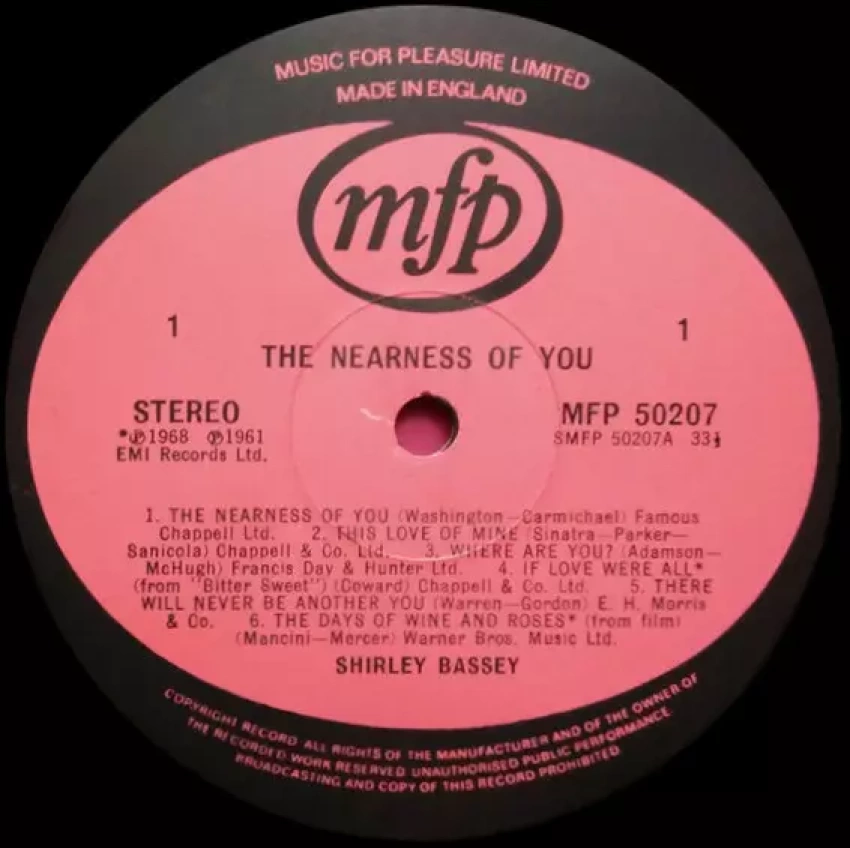 MUSIC FOR PLEASURE LIMITED
MADE IN ENGLAND
mfp
1 1
THE NEARNESS OF YOU
STEREO MFP 50207
*℗1968 ℗1961 SMFP 50207A 33⅓
EMI Records Ltd.
1. THE NEARNESS OF YOU (Washington—Carmichael) Famous
Chappell Ltd. 2. THIS LOVE OF MINE (Sinatra—Parker—
Sanicola) Chappell & Co. Ltd. 3. WHERE ARE YOU? (Adamson—
McHugh) Francis Day & Hunter Ltd. 4. IF LOVE WERE ALL*
(from "Bitter Sweet") (Coward) Chappell & Co. Ltd. 5. THERE
WILL NEVER BE ANOTHER YOU (Warren—Gordon) E. H. Morris
& Co. 6. THE DAYS OF WINE AND ROSES* (from film)
(Mancini—Mercer) Warner Bros. Music Ltd.
SHIRLEY BASSEY
COPYRIGHT RECORD ALL RIGHTS OF THE MANUFACTURER AND OF THE OWNER OF
THE RECORDED WORK RESERVED UNAUTHORISED PUBLIC PERFORMANCE
BROADCASTING AND COPY OF THIS RECORD PROHIBITED